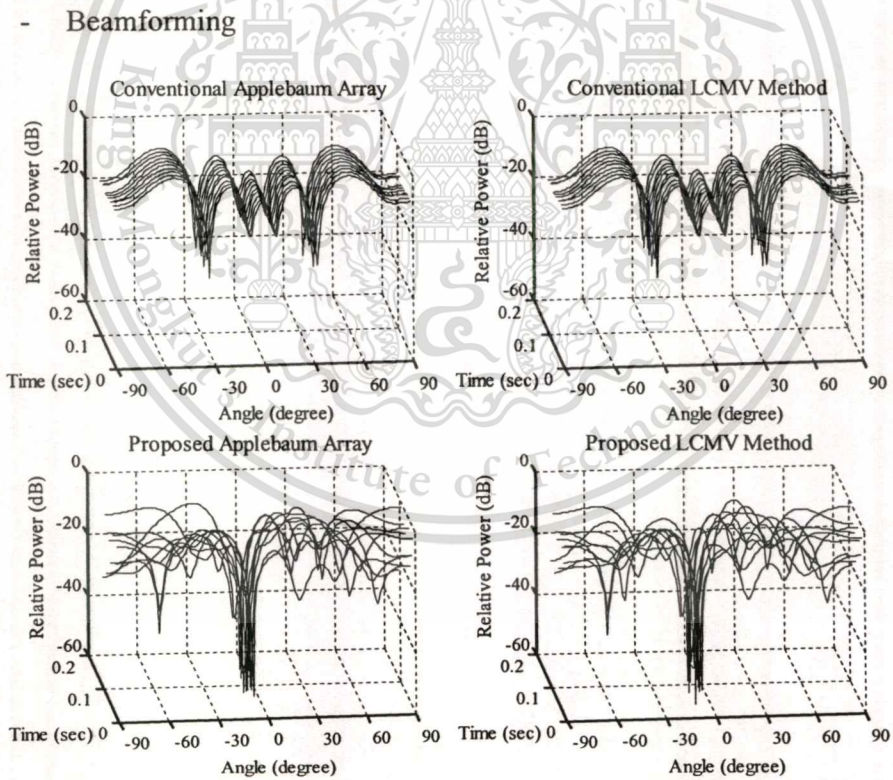 - Beamforming
Conventional Applebaum Array
Relative Power (dB)
0
-20
-40
-60
0.2
0.1
Time (sec) 0
-90 -60 -30 0 30 60 90
Angle (degree)
Conventional LCMV Method
Relative Power (dB)
0
-20
-40
-60
0.2
0.1
Time (sec) 0
-90 -60 -30 0 30 60 90
Angle (degree)
Proposed Applebaum Array
Relative Power (dB)
0
-20
-40
-60
0.2
0.1
Time (sec) 0
-90 -60 -30 0 30 60 90
Angle (degree)
Proposed LCMV Method
Relative Power (dB)
0
-20
-40
-60
0.2
0.1
Time (sec) 0
-90 -60 -30 0 30 60 90
Angle (degree)
King Mongkut's Institute of Technology